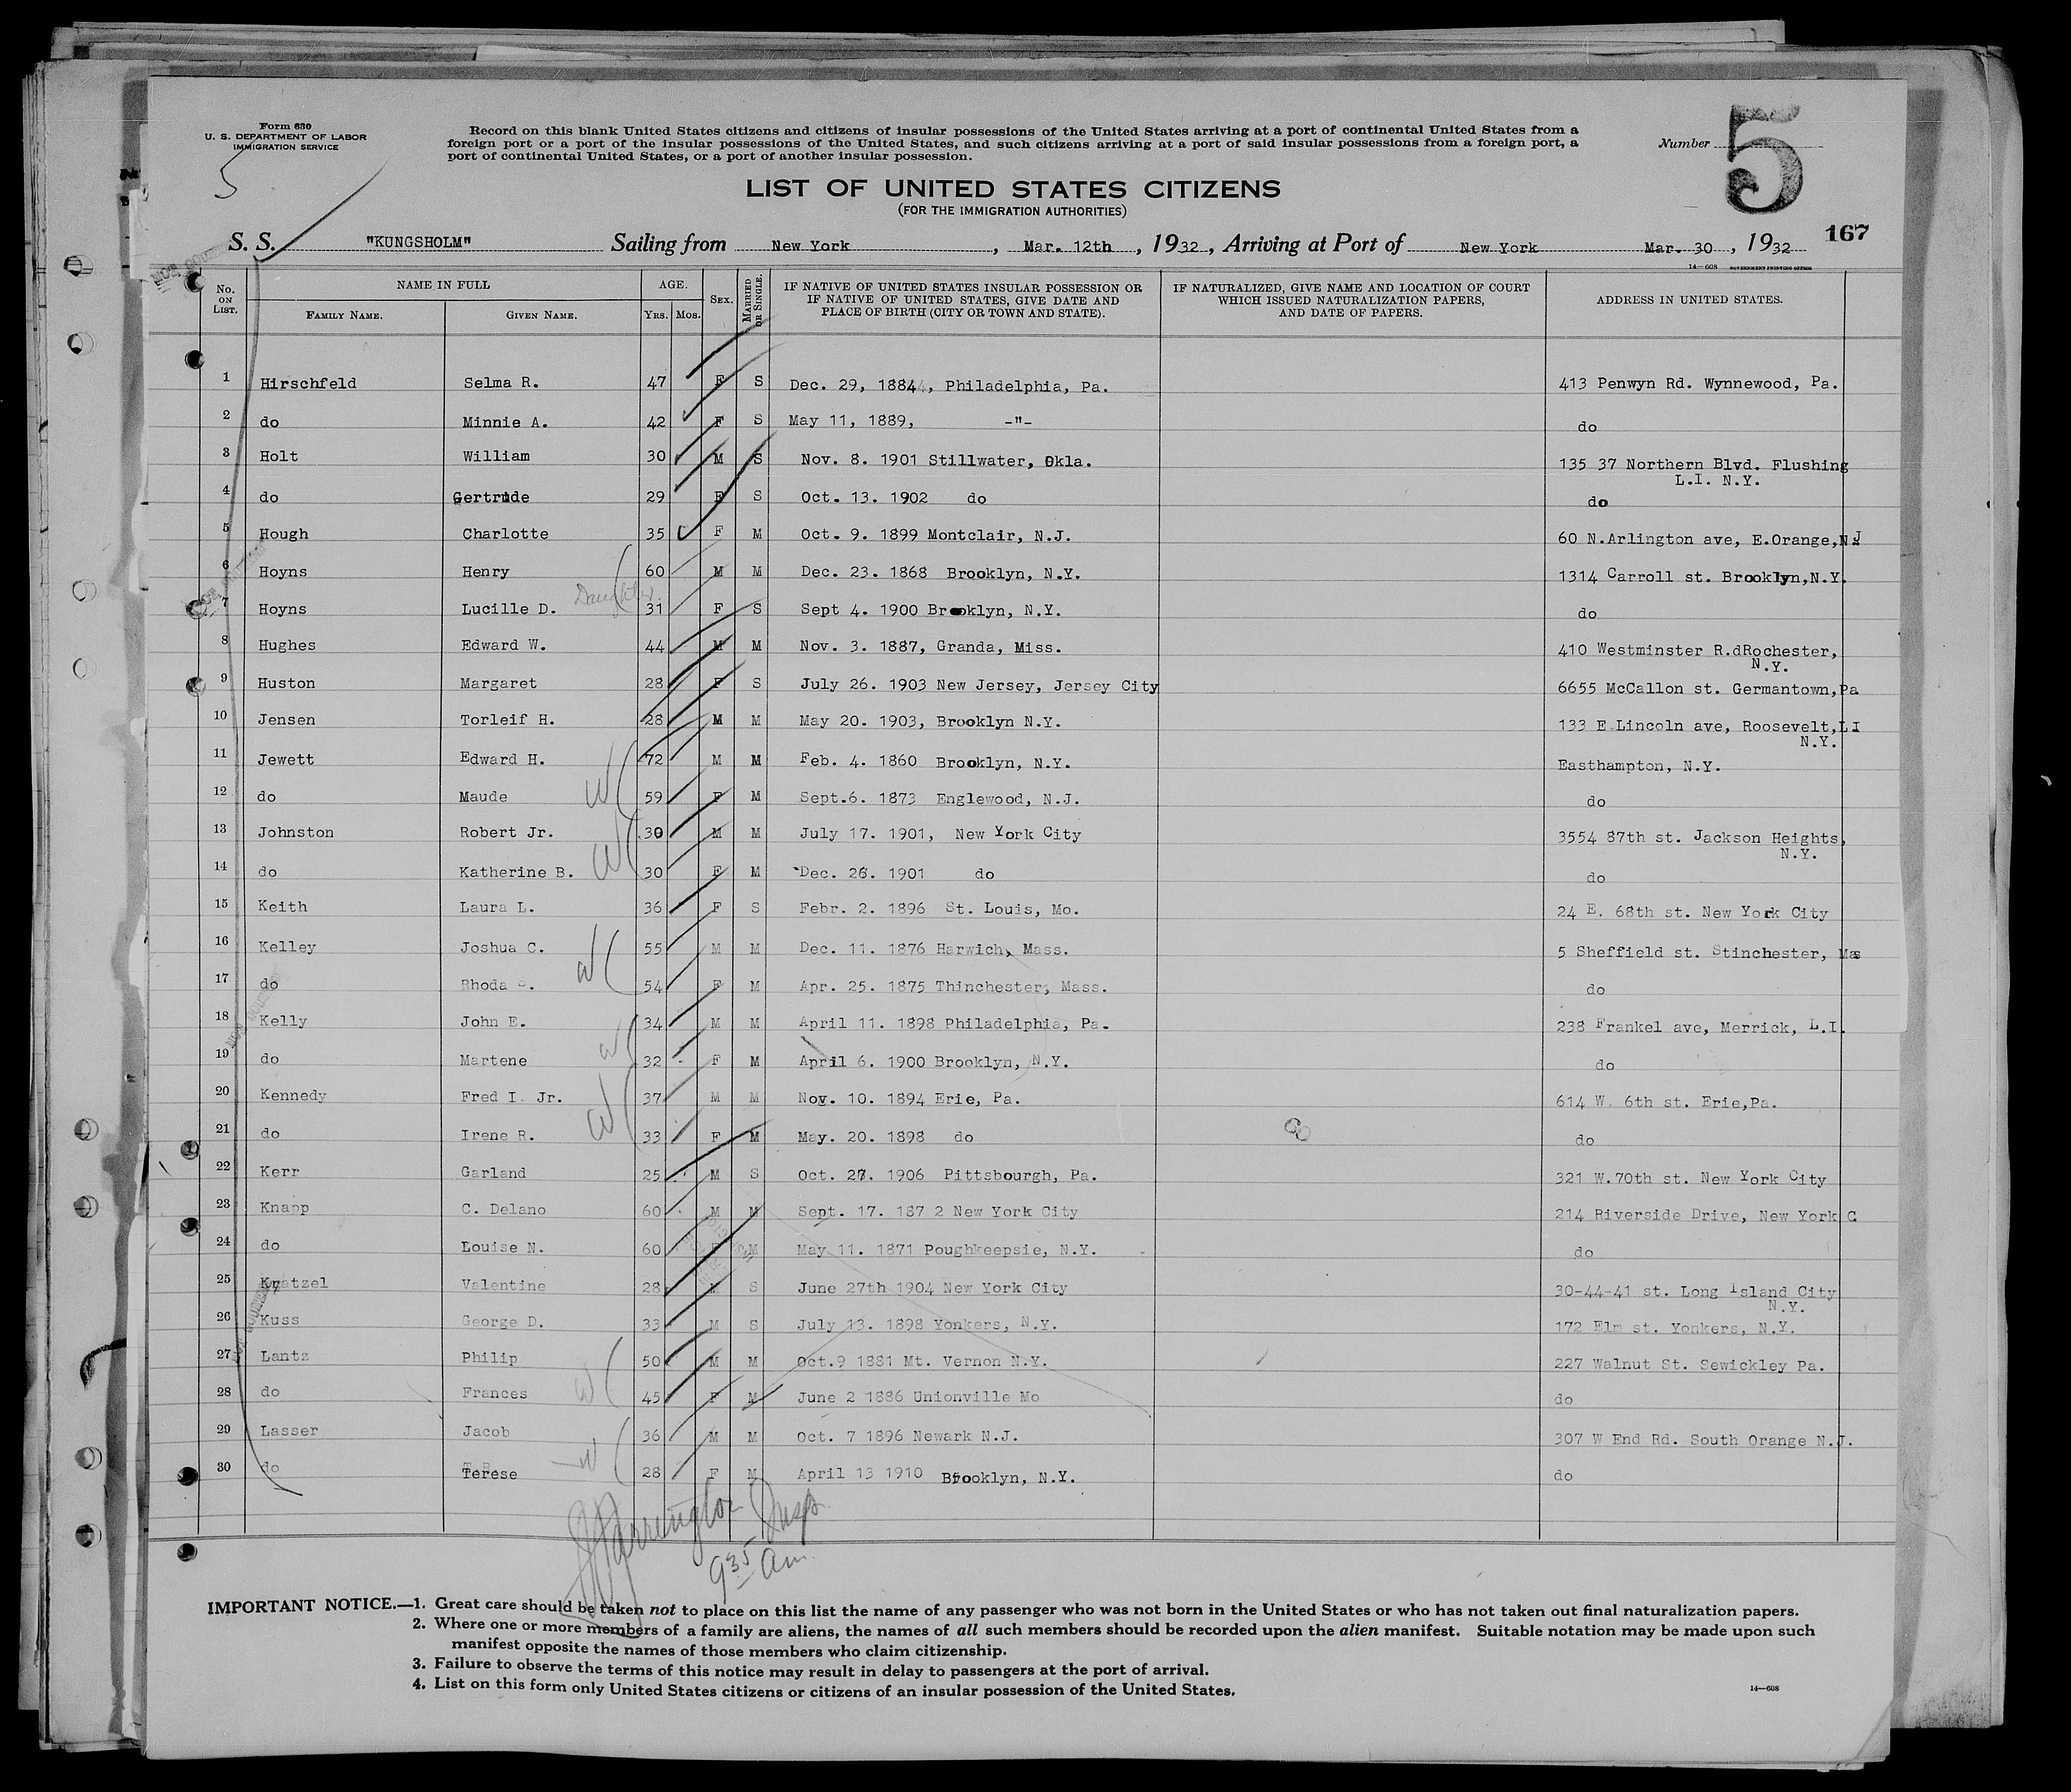 Form 630
U. S. DEPARTMENT OF LABOR
IMMIGRATION SERVICE
5
Record on this blank United States citizens and citizens of insular possessions of the United States arriving at a port of continental United States from a
foreign port or a port of the insular possessions of the United States, and such citizens arriving at a port of said insular possessions from a foreign port, a
port of continental United States, or a port of another insular possession.
Number 5
LIST OF UNITED STATES CITIZENS
(FOR THE IMMIGRATION AUTHORITIES)
S. S. "KUNGSHOLM" Sailing from New York, Mar. 12th, 1932, Arriving at Port of New York Mar. 30, 1932 167
14—608 GOVERNMENT PRINTING OFFICE
No. ON LIST. NAME IN FULL FAMILY NAME. GIVEN NAME. AGE. YRS. MOS. SEX. MARRIED OR SINGLE. IF NATIVE OF UNITED STATES INSULAR POSSESSION OR IF NATIVE OF UNITED STATES, GIVE DATE AND PLACE OF BIRTH (CITY OR TOWN AND STATE). IF NATURALIZED, GIVE NAME AND LOCATION OF COURT WHICH ISSUED NATURALIZATION PAPERS, AND DATE OF PAPERS. ADDRESS IN UNITED STATES.
1 Hirschfeld Selma R. 47 F S Dec. 29, 1884, Philadelphia, Pa. 413 Penwyn Rd. Wynnewood, Pa.
2 do Minnie A. 42 F S May 11, 1889, -"- do
3 Holt William 30 M S Nov. 8. 1901 Stillwater, Okla. 135 37 Northern Blvd. Flushing
L.I. N.Y.
4 do Gertrude 29 F S Oct. 13. 1902 do do
5 Hough Charlotte 35 F M Oct. 9. 1899 Montclair, N.J. 60 N.Arlington ave, E.Orange,N.J
6 Hoyns Henry 60 M M Dec. 23. 1868 Brooklyn, N.Y. 1314 Carroll st. Brooklyn,N.Y.
Daughter
7 Hoyns Lucille D. 31 F S Sept 4. 1900 Brooklyn, N.Y. do
8 Hughes Edward W. 44 M M Nov. 3. 1887, Granda, Miss. 410 Westminster R.dRochester,
N.Y.
9 Huston Margaret 28 F S July 26. 1903 New Jersey, Jersey City 6655 McCallon st. Germantown,Pa
10 Jensen Torleif H. 28 M M May 20. 1903, Brooklyn N.Y. 133 E.Lincoln ave, Roosevelt,LI
N.Y.
11 Jewett Edward H. 72 M M Feb. 4. 1860 Brooklyn, N.Y. Easthampton, N.Y.
12 do Maude W 59 F M Sept.6. 1873 Englewood, N.J. do
13 Johnston Robert Jr. 30 M M July 17. 1901, New York City 3554 87th st. Jackson Heights,
N.Y.
14 do Katherine B. W 30 F M Dec. 26. 1901 do do
15 Keith Laura L. 36 F S Febr. 2. 1896 St. Louis, Mo. 24 E. 68th st. New York City
16 Kelley Joshua C. 55 M M Dec. 11. 1876 Harwich, Mass. 5 Sheffield st. Stinchester, Mas
17 do Rhoda W 54 F M Apr. 25. 1875 Thinchester, Mass. do
18 Kelly John E. 34 M M April 11. 1898 Philadelphia, Pa. 238 Frankel ave, Merrick, L.I.
19 do Martene W 32 F M April 6. 1900 Brooklyn, N.Y. do
20 Kennedy Fred I. Jr. 37 M M Nov. 10. 1894 Erie, Pa. 614 W. 6th st. Erie,Pa.
21 do Irene R. W 33 F M May. 20. 1898 do do
22 Kerr Garland 25 M S Oct. 27. 1906 Pittsbourgh, Pa. 321 W.70th st. New York City
23 Knapp C. Delano 60 M M Sept. 17. 187 2 New York City 214 Riverside Drive, New York C
24 do Louise N. 60 M May 11. 1871 Poughkeepsie, N.Y. do
25 Kratzel Valentine 28 M S June 27th 1904 New York City 30-44-41 st. Long Island City
N.Y.
26 Kuss George D. 33 M S July 13. 1898 Yonkers, N.Y. 172 Elm st. Yonkers, N.Y.
27 Lantz Philip 50 M M Oct.9 1881 Mt. Vernon N.Y. 227 Walnut St. Sewickley Pa.
28 do Frances W 45 F M June 2 1886 Unionville Mo do
29 Lasser Jacob 36 M M Oct. 7 1896 Newark N.J. 307 W End Rd. South Orange N.J.
30 do Terese W 28 F M April 13 1910 Brooklyn, N.Y. do
Insp
9 35 Am.
IMPORTANT NOTICE.—1. Great care should be taken not to place on this list the name of any passenger who was not born in the United States or who has not taken out final naturalization papers.
2. Where one or more members of a family are aliens, the names of all such members should be recorded upon the alien manifest. Suitable notation may be made upon such
manifest opposite the names of those members who claim citizenship.
3. Failure to observe the terms of this notice may result in delay to passengers at the port of arrival.
4. List on this form only United States citizens or citizens of an insular possession of the United States.
14—608